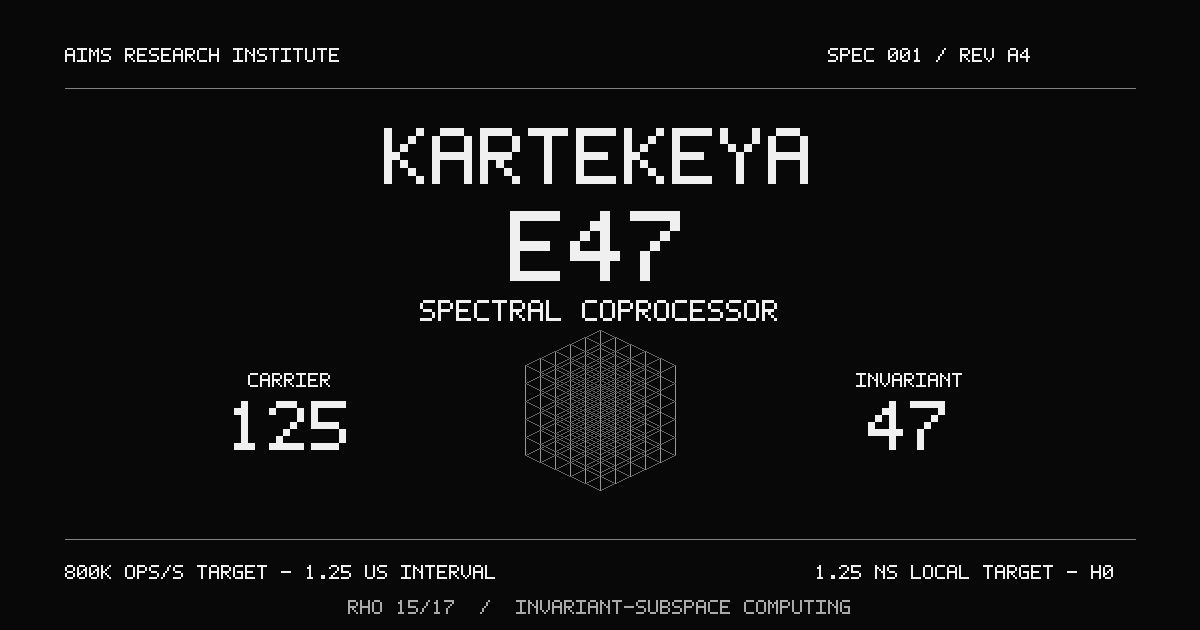 AIMS RESEARCH INSTITUTE
SPEC 001 / REV A4
KARTEKEYA
E47
SPECTRAL COPROCESSOR
CARRIER
125
INVARIANT
47
800K OPS/S TARGET - 1.25 US INTERVAL
1.25 NS LOCAL TARGET - H0
RHO 15/17 / INVARIANT-SUBSPACE COMPUTING